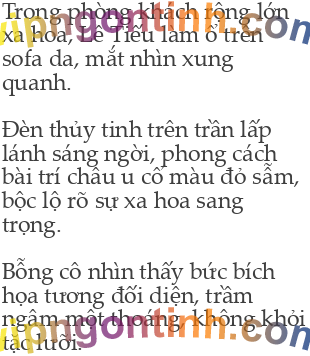 Trong phòng khách rộng lớn
xa hoa, Lê Tiếu làm ổ trên
sofa da, mắt nhìn xung
quanh.
Đèn thủy tinh trên trần lấp
lánh sáng ngời, phong cách
bài trí châu u cổ màu đỏ sẫm,
bộc lộ rõ sự xa hoa sang
trọng.
Bỗng cô nhìn thấy bức bích
họa tương đối diện, trầm
ngâm một thoáng, không khỏi
tặc lưỡi.
vipngontinh.com
vipngontinh.com